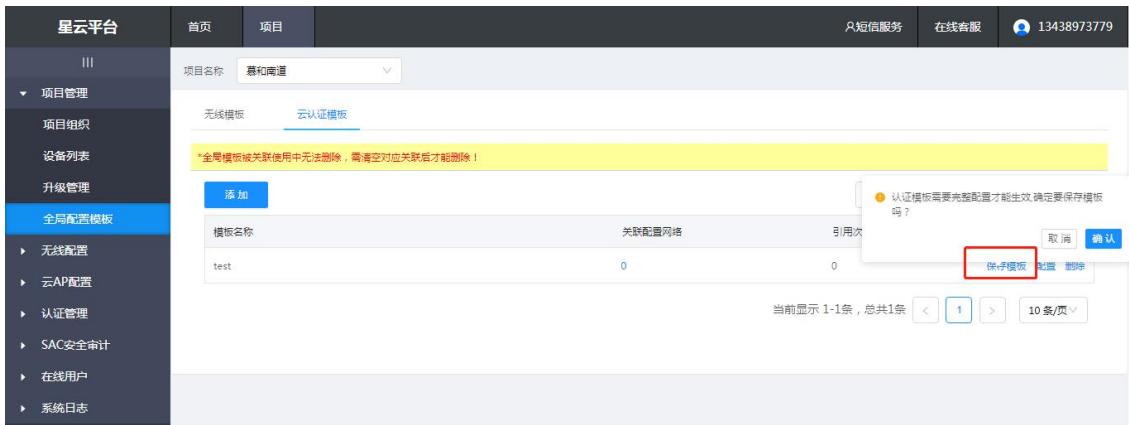 星云平台 首页 项目 短信服务 在线客服 13438973779
项目名称 慕和南道
项目管理
项目组织
设备列表
升级管理
全局配置模板
无线配置
云AP配置
认证管理
SAC安全审计
在线用户
系统日志
无线模板 云认证模板
*全局模板被关联使用中无法删除，需清空对应关联后才能删除！
添加
认证模板需要完整配置才能生效,确定要保存模板
吗？
取消 确认
模板名称 关联配置网络 引用次
test 0 0 保存模板 配置 删除
当前显示 1-1条，总共1条 < 1 > 10 条/页